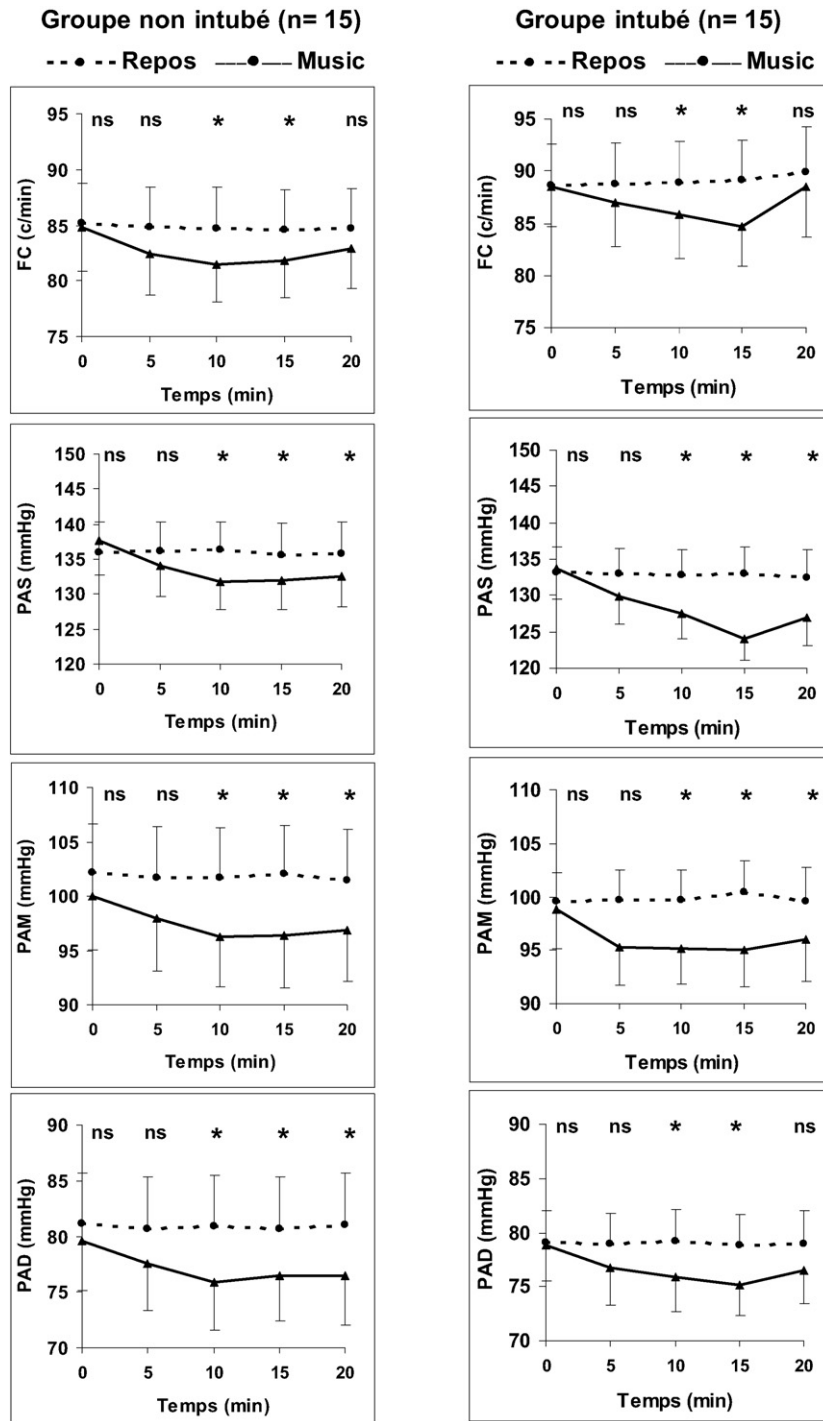 Groupe non intubé (n= 15)
Repos Music
95
90
85
80
75
FC (c/min)
ns ns * * ns
0 5 10 15 20
Temps (min)
150
145
140
135
130
125
120
PAS (mmHg)
ns ns * * *
0 5 10 15 20
Temps (min)
110
105
100
95
90
PAM (mmHg)
ns ns * * *
0 5 10 15 20
Temps (min)
90
85
80
75
70
PAD (mmHg)
ns ns * * *
0 5 10 15 20
Temps (min)
Groupe intubé (n= 15)
Repos Music
95
90
85
80
75
FC (c/min)
ns ns * * ns
0 5 10 15 20
Temps (min)
150
145
140
135
130
125
120
PAS (mmHg)
ns ns * * *
0 5 10 15 20
Temps (min)
110
105
100
95
90
PAM (mmHg)
ns ns * * *
0 5 10 15 20
Temps (min)
90
85
80
75
70
PAD (mmHg)
ns ns * * ns
0 5 10 15 20
Temps (min)